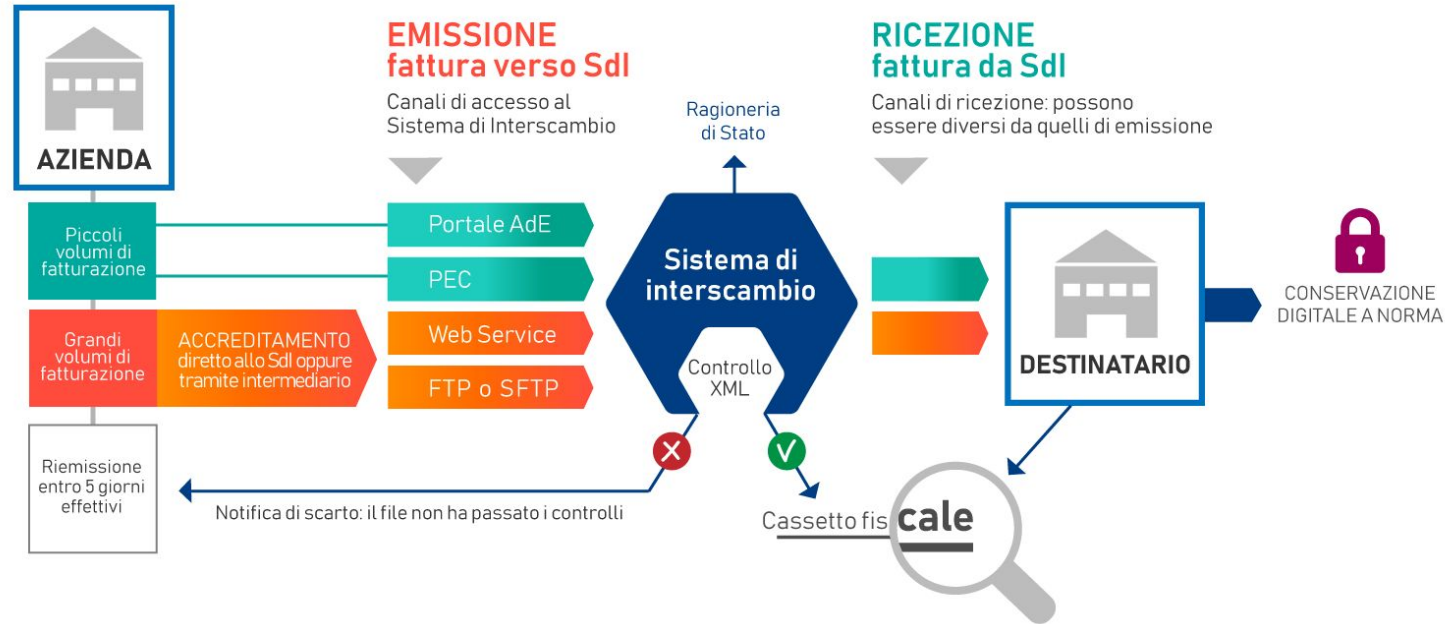 AZIENDA
EMISSIONE
fattura verso SdI
Canali di accesso al
Sistema di Interscambio
Ragioneria
di Stato
RICEZIONE
fattura da SdI
Canali di ricezione: possono
essere diversi da quelli di emissione
Piccoli
volumi di
fatturazione
Portale AdE
PEC
Grandi
volumi di
fatturazione
ACCREDITAMENTO
diretto allo SdI oppure
tramite intermediario
Web Service
FTP o SFTP
Sistema di
interscambio
Controllo
XML
DESTINATARIO
CONSERVAZIONE
DIGITALE A NORMA
Riemissione
entro 5 giorni
effettivi
Notifica di scarto: il file non ha passato i controlli
Cassetto fiscale